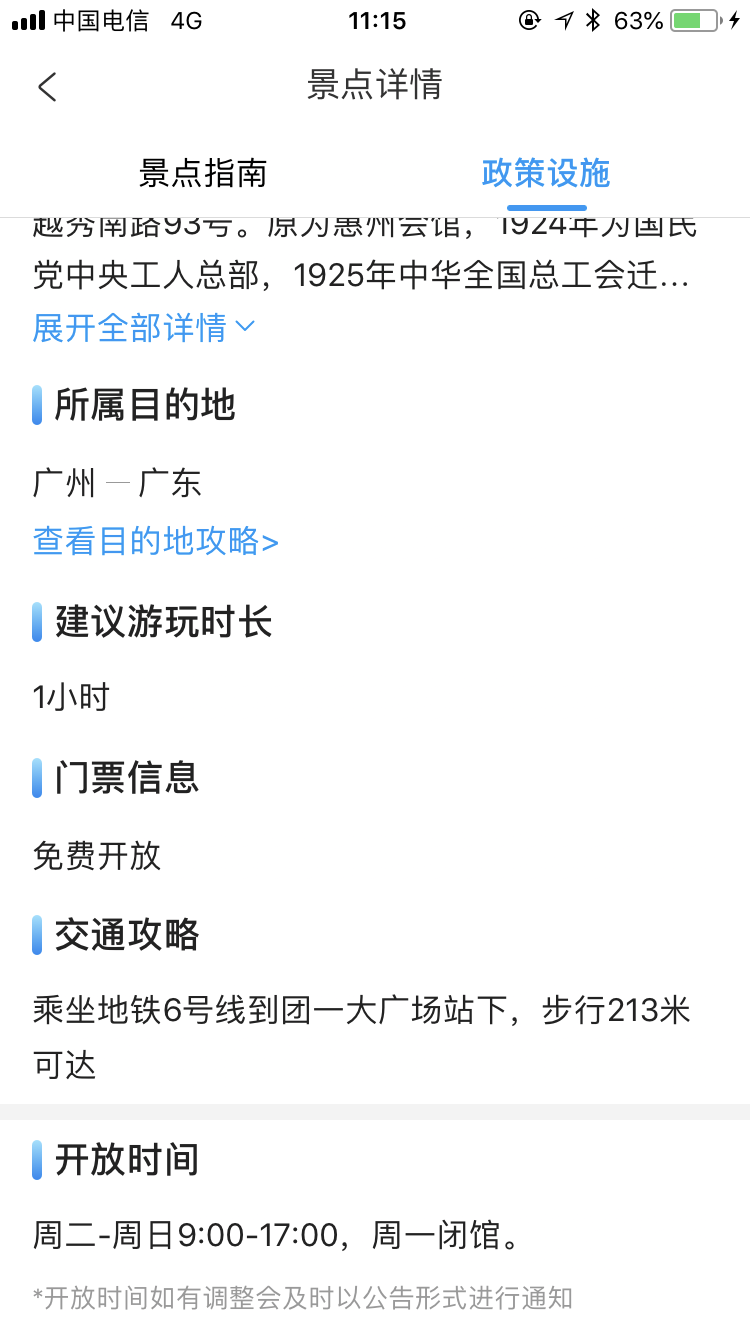 中国电信 4G 11:15 63%
景点详情
景点指南 政策设施
越秀南路93号。原为惠州会馆，1924年为国民
党中央工人总部，1925年中华全国总工会迁...
展开全部详情
所属目的地
广州 — 广东
查看目的地攻略>
建议游玩时长
1小时
门票信息
免费开放
交通攻略
乘坐地铁6号线到团一大广场站下，步行213米
可达
开放时间
周二-周日9:00-17:00，周一闭馆。
*开放时间如有调整会及时以公告形式进行通知